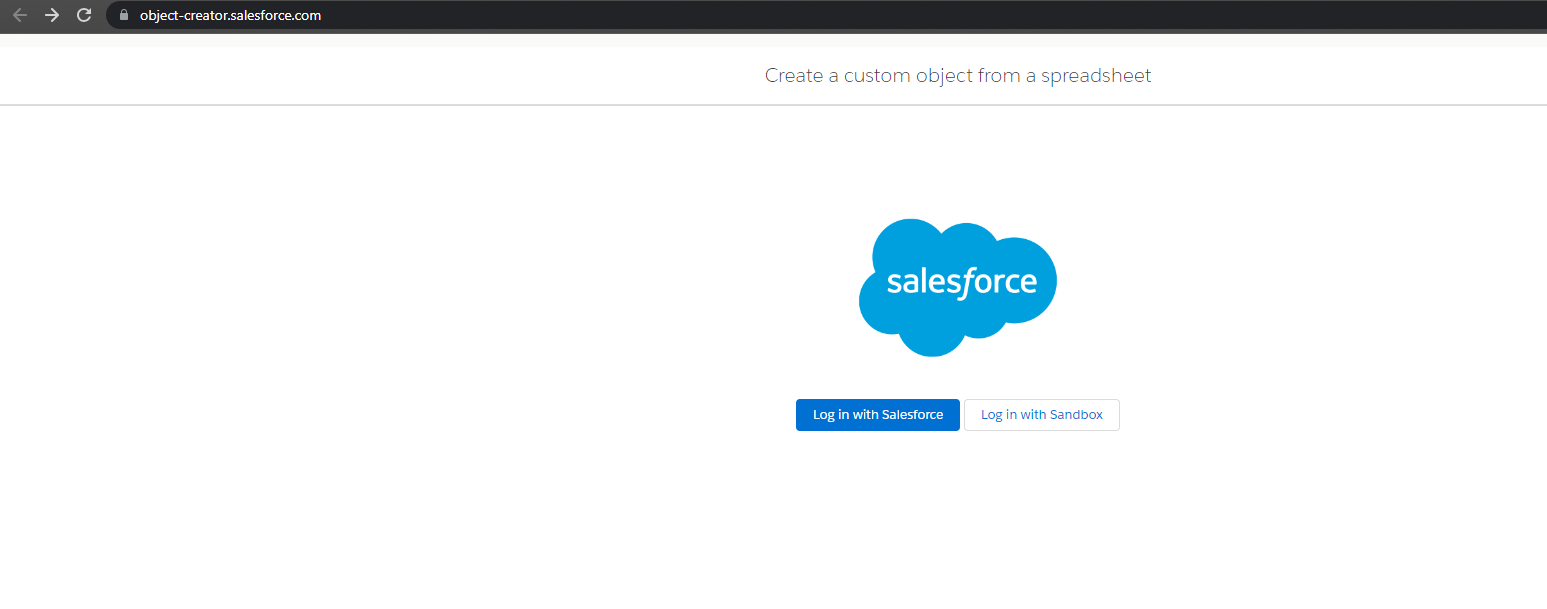 object-creator.salesforce.com
Create a custom object from a spreadsheet
salesforce
Log in with Salesforce Log in with Sandbox